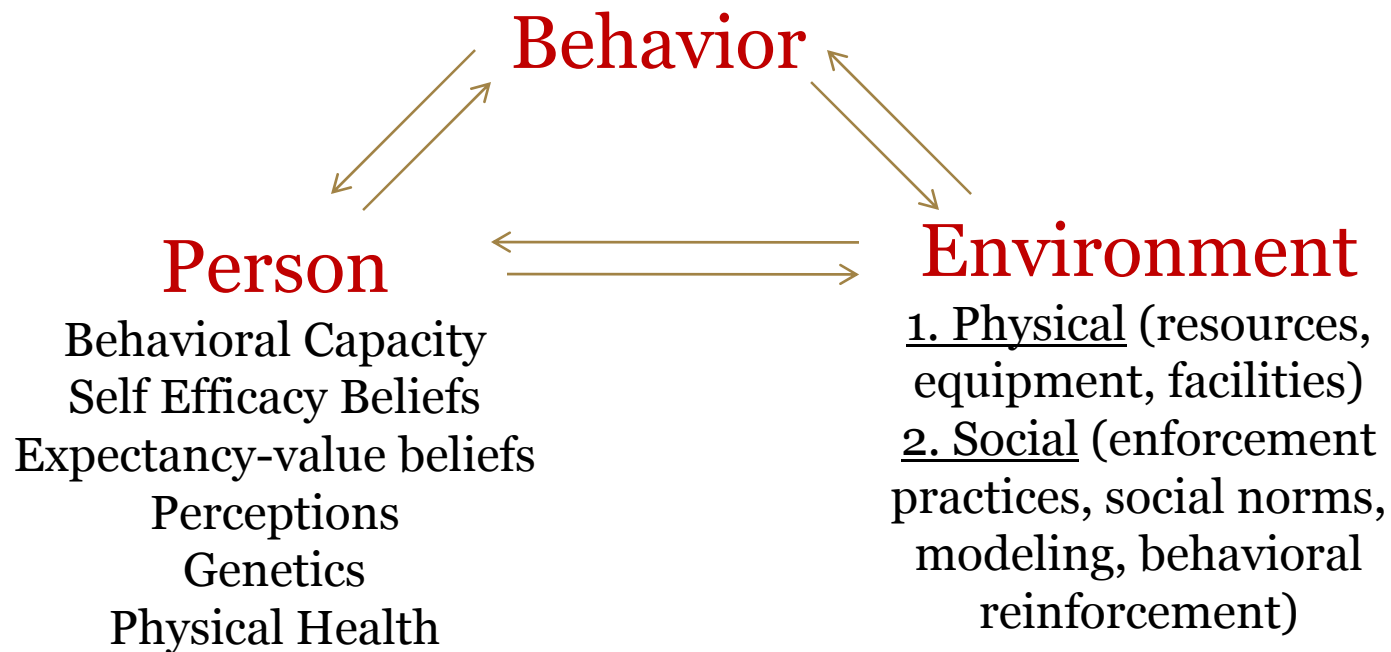 Behavior
Person
Behavioral Capacity
Self Efficacy Beliefs
Expectancy-value beliefs
Perceptions
Genetics
Physical Health
Environment
1. Physical (resources,
equipment, facilities)
2. Social (enforcement
practices, social norms,
modeling, behavioral
reinforcement)